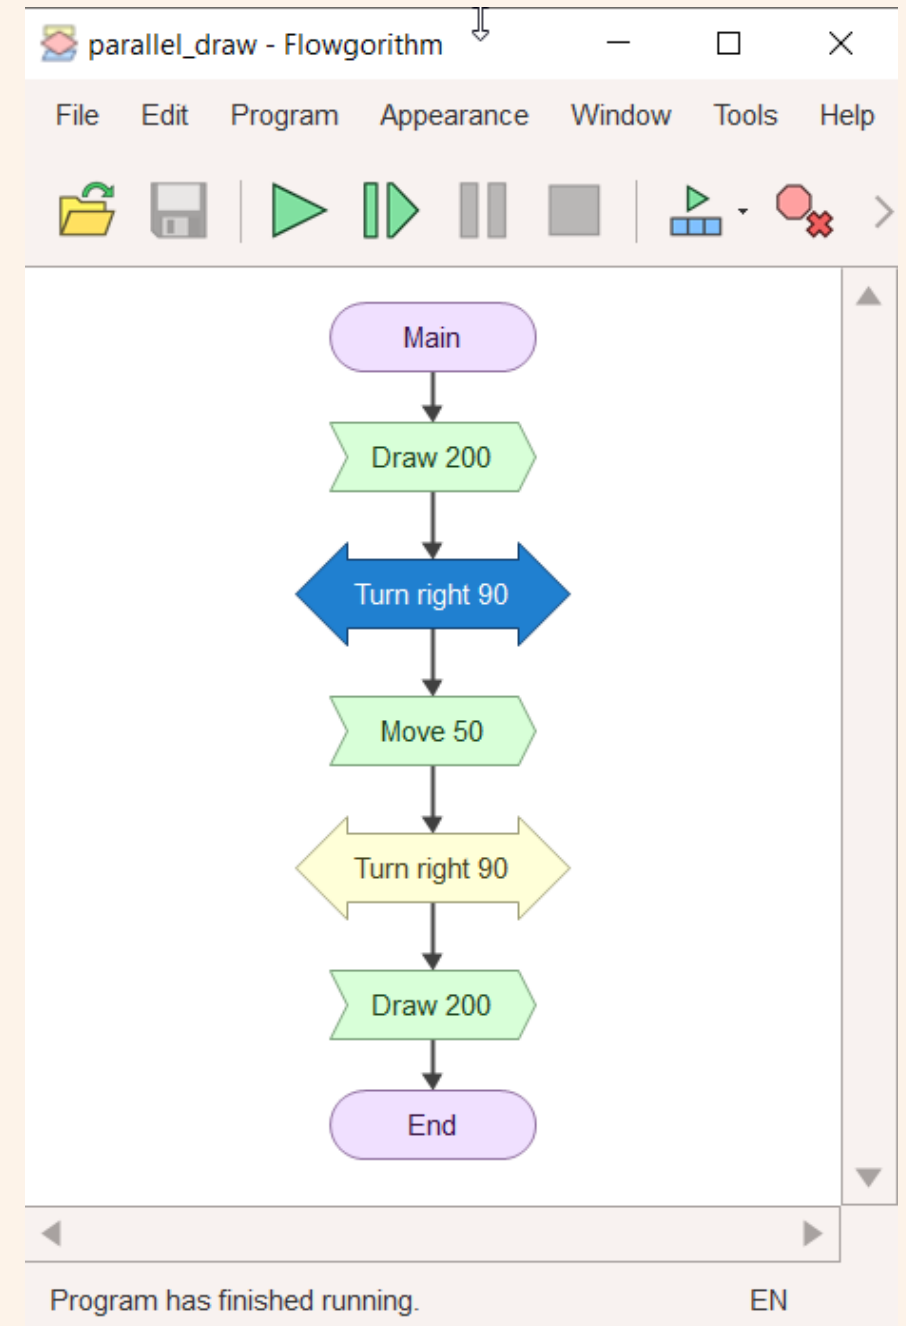 parallel_draw - Flowgorithm
File Edit Program Appearance Window Tools Help
Main
Draw 200
Turn right 90
Move 50
Turn right 90
Draw 200
End
Program has finished running. EN